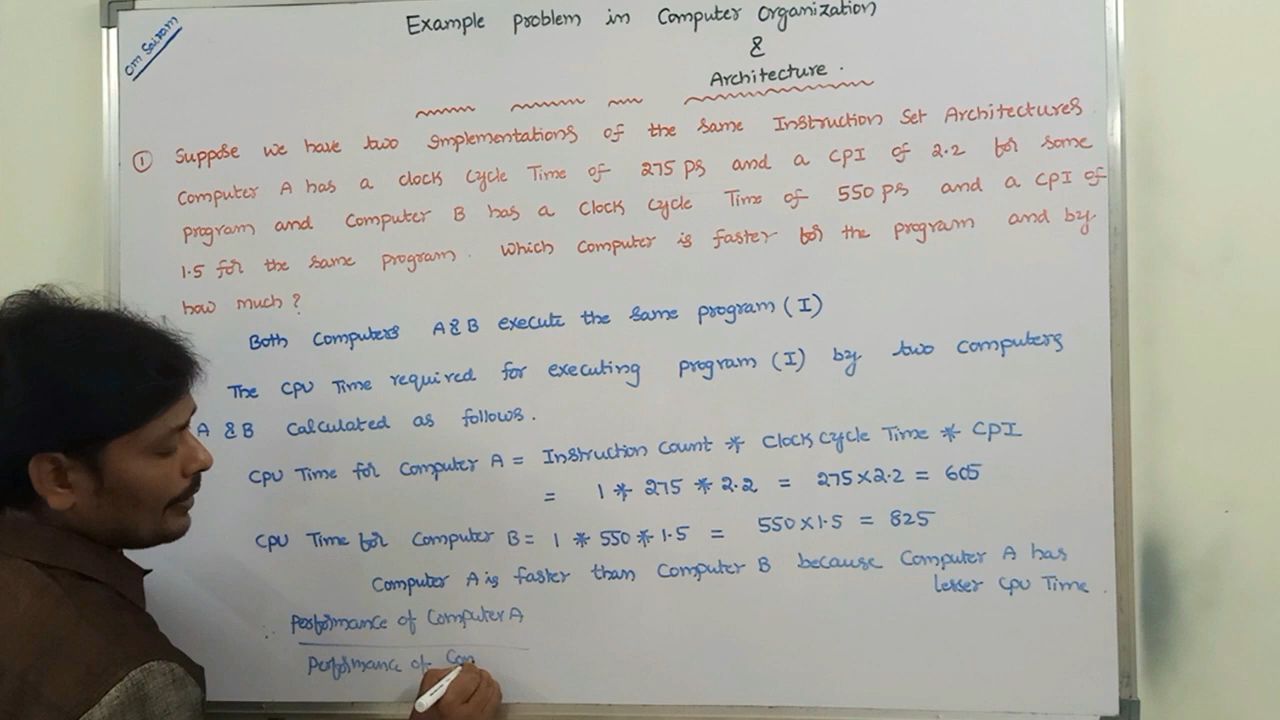 Om Sairam
Example problem in Computer Organization
&
Architecture.
① Suppose we have two Implementations of the same Instruction Set Architectures
Computer A has a clock cycle Time of 275 ps and a CPI of 2.2 for some
program and Computer B has a Clock cycle Time of 550 ps and a CPI of
1.5 for the same program. Which Computer is faster for the program and by
how much?
Both Computers A & B execute the same program (I)
The CPU Time required for executing program (I) by two computers
A & B Calculated as follows.
CPU Time for Computer A = Instruction Count * Clock Cycle Time * CPI
= 1 * 275 * 2.2 = 275 × 2.2 = 605
CPU Time for Computer B = 1 * 550 * 1.5 = 550 × 1.5 = 825
Computer A is faster than Computer B because Computer A has
lesser CPU Time.
∴ Performance of Computer A
Performance of Com